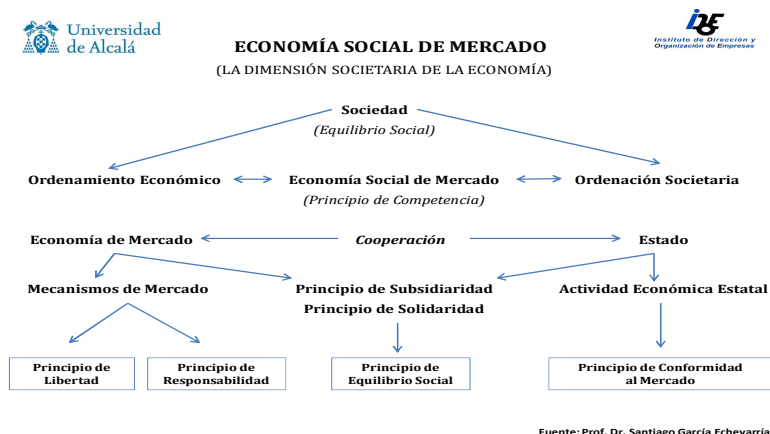 Universidad
de Alcalá
ECONOMÍA SOCIAL DE MERCADO
(LA DIMENSIÓN SOCIETARIA DE LA ECONOMÍA)
IDOE
Instituto de Dirección y
Organización de Empresas
Sociedad
(Equilibrio Social)
Ordenamiento Económico
Economía Social de Mercado
Ordenación Societaria
(Principio de Competencia)
Economía de Mercado
Cooperación
Estado
Mecanismos de Mercado
Principio de Subsidiaridad
Actividad Económica Estatal
Principio de Solidaridad
Principio de
Libertad
Principio de
Responsabilidad
Principio de
Equilibrio Social
Principio de Conformidad
al Mercado
Fuente: Prof. Dr. Santiago García Echevarría